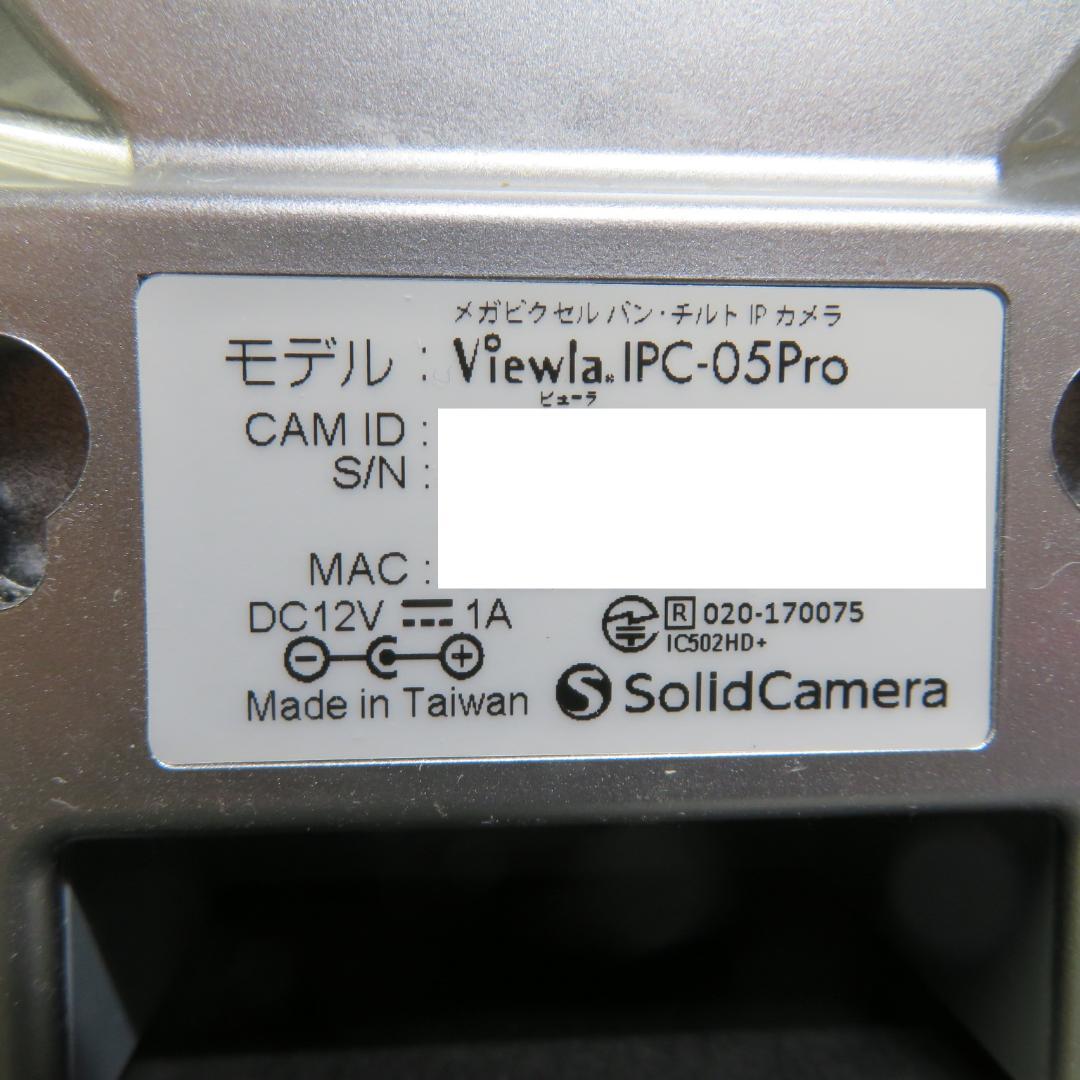 メガピクセル パン・チルト IP カメラ
モデル : Viewla® IPC-05Pro
ビューラ
CAM ID :
S/N :
MAC :
DC12V ⎓ 1A
R 020-170075
IC502HD+
Made in Taiwan
SolidCamera